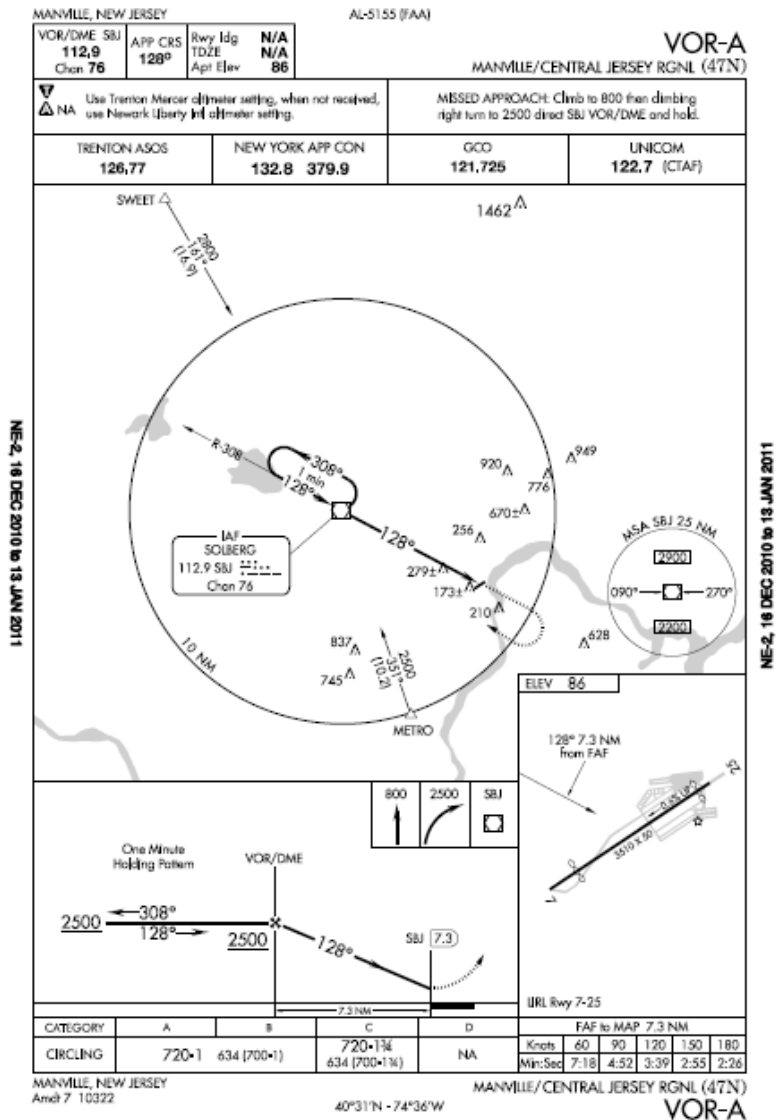 MANVILLE, NEW JERSEY
AL-5155 (FAA)
VOR/DME SBJ
112.9
Chan 76
APP CRS
128°
Rwy ldg N/A
TDZE N/A
Apt Elev 86
VOR-A
MANVILLE/CENTRAL JERSEY RGNL (47N)
T
A NA
Use Trenton Mercer altimeter setting, when not received,
use Newark Liberty Intl altimeter setting.
MISSED APPROACH: Climb to 800 then climbing
right turn to 2500 direct SBJ VOR/DME and hold.
TRENTON ASOS
126.77
NEW YORK APP CON
132.8 379.9
GCO
121.725
UNICOM
122.7 (CTAF)
SWEET
1462
2800
161°
(16.9)
R-308
308°
1 min
128°
128°
920
949
776
670±
256
279±
173±
210
628
IAF
SOLBERG
112.9 SBJ
Chan 76
MSA SBJ 25 NM
2900
090°
270°
2200
837
745
2500
351°
(10.2)
10 NM
METRO
NE-2, 16 DEC 2010 to 13 JAN 2011
NE-2, 16 DEC 2010 to 13 JAN 2011
ELEV 86
128° 7.3 NM
from FAF
25
0.6% UP
3510 X 50
7
LIRL Rwy 7-25
800
2500
SBJ
One Minute
Holding Pattern
VOR/DME
2500
308°
128°
2500
128°
SBJ 7.3
7.3 NM
CATEGORY A B C D
CIRCLING 720-1 634 (700-1) 720-1¾ 634 (700-1¾) NA
FAF to MAP 7.3 NM
Knots 60 90 120 150 180
Min:Sec 7:18 4:52 3:39 2:55 2:26
MANVILLE, NEW JERSEY
Amdt 7 10322
40°31'N - 74°36'W
MANVILLE/CENTRAL JERSEY RGNL (47N)
VOR-A